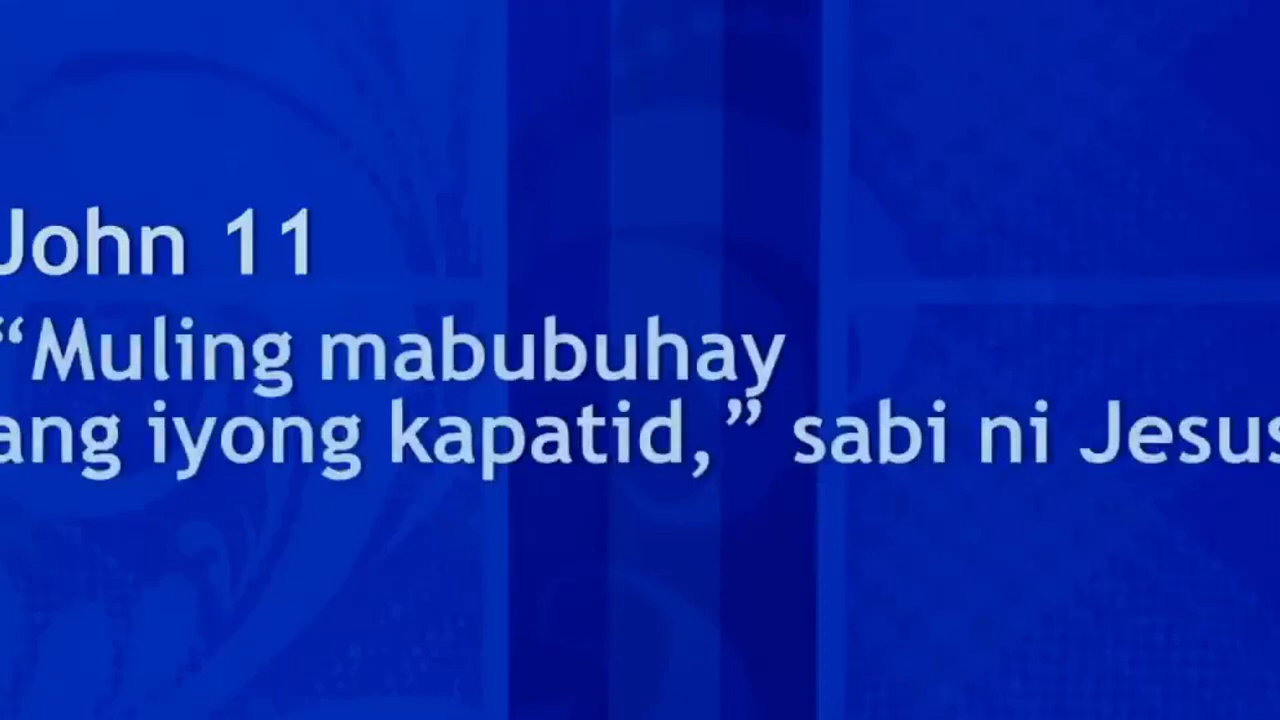 John 11
“Muling mabubuhay
ang iyong kapatid,” sabi ni Jesus